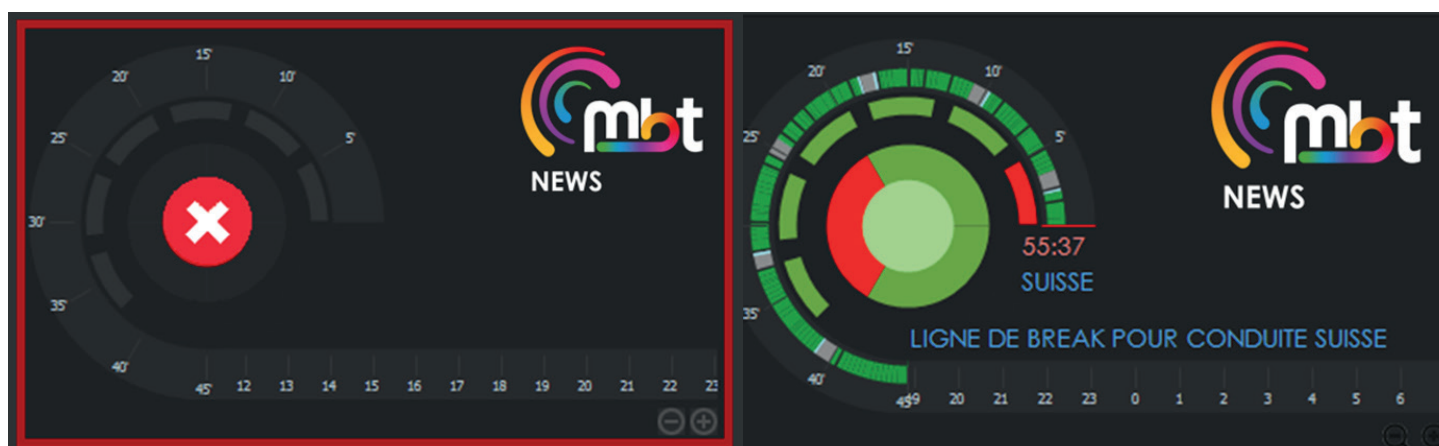 15'
20'
10'
25'
5'
30'
35'
40'
45'
12 13 14 15 16 17 18 19 20 21 22 23
mbt
NEWS
15'
20'
10'
25'
5'
35'
40'
45'
19 20 21 22 23 0 1 2 3 4 5 6
55:37
SUISSE
LIGNE DE BREAK POUR CONDUITE SUISSE
mbt
NEWS